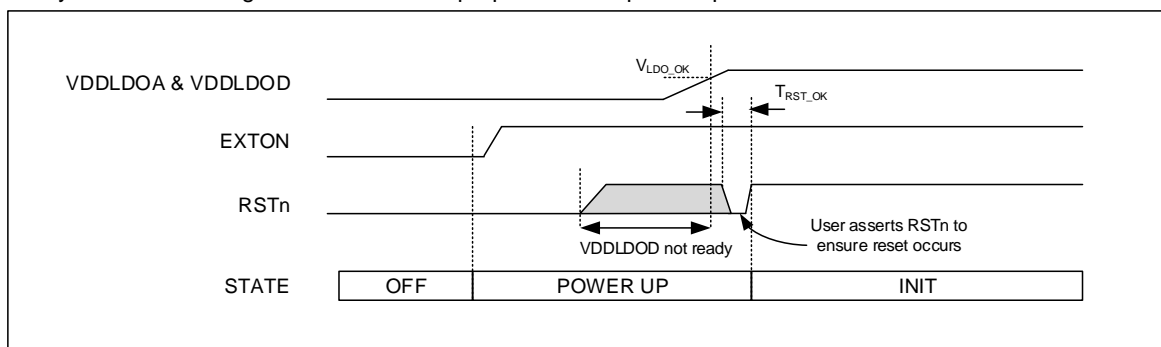 VLDO_OK
VDDLDOA & VDDLDOD
TRST_OK
EXTON
RSTn
User asserts RSTn to
ensure reset occurs
VDDLDOD not ready
STATE
OFF
POWER UP
INIT